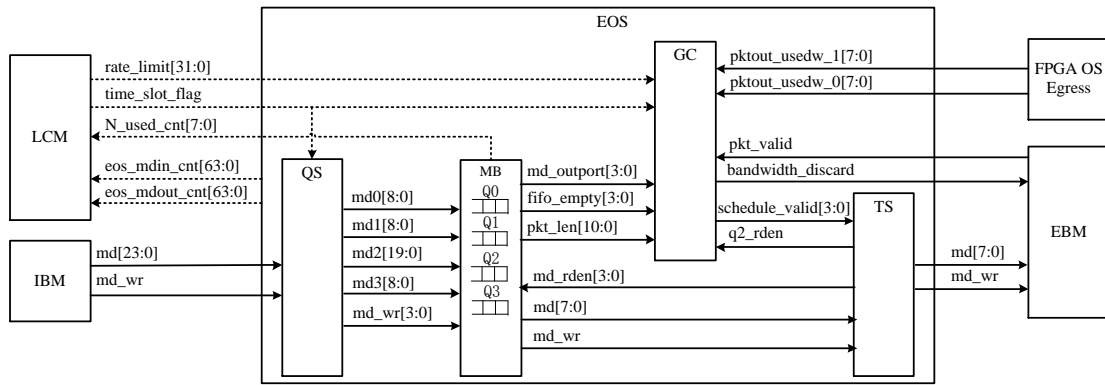 EOS
LCM
rate_limit[31:0]
time_slot_flag
N_used_cnt[7:0]
eos_mdin_cnt[63:0]
eos_mdout_cnt[63:0]
IBM
md[23:0]
md_wr
QS
md0[8:0]
md1[8:0]
md2[19:0]
md3[8:0]
md_wr[3:0]
MB
Q0
Q1
Q2
Q3
md_outport[3:0]
fifo_empty[3:0]
pkt_len[10:0]
md_rden[3:0]
md[7:0]
md_wr
GC
pktout_usedw_1[7:0]
pktout_usedw_0[7:0]
pkt_valid
bandwidth_discard
schedule_valid[3:0]
q2_rden
TS
md[7:0]
md_wr
FPGA OS
Egress
EBM